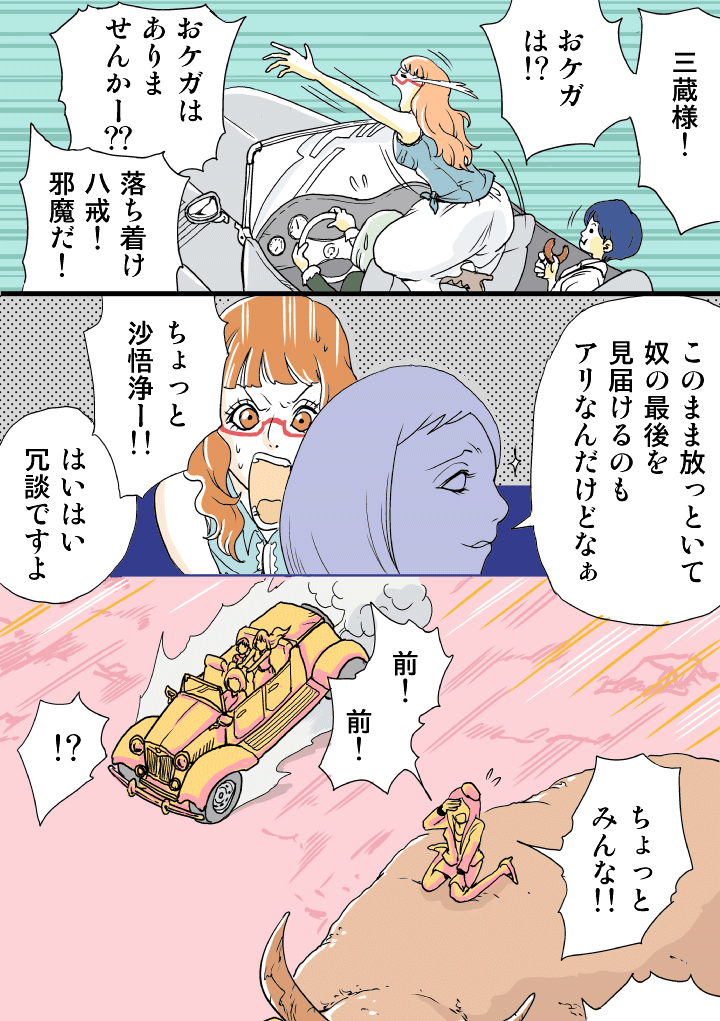 三蔵様！
おケガ
は!?
おケガは
ありま
せんかー??
落ち着け
八戒！
邪魔だ！
このまま放っといて
奴の最後を
見届けるのも
アリなんだけどなぁ
ちょっと
沙悟浄ー!!
はいはい
冗談ですよ
前！
前！
!?
ちょっと
みんな!!